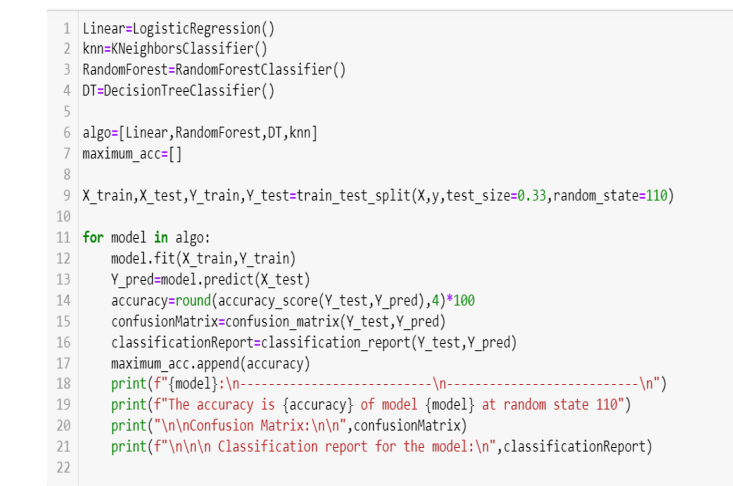 1 Linear=LogisticRegression()
2 knn=KNeighborsClassifier()
3 RandomForest=RandomForestClassifier()
4 DT=DecisionTreeClassifier()
5
6 algo=[Linear,RandomForest,DT,knn]
7 maximum_acc=[]
8
9 X_train,X_test,Y_train,Y_test=train_test_split(X,y,test_size=0.33,random_state=110)
10
11 for model in algo:
12     model.fit(X_train,Y_train)
13     Y_pred=model.predict(X_test)
14     accuracy=round(accuracy_score(Y_test,Y_pred),4)*100
15     confusionMatrix=confusion_matrix(Y_test,Y_pred)
16     classificationReport=classification_report(Y_test,Y_pred)
17     maximum_acc.append(accuracy)
18     print(f"{model}:\n---------------------------\n---------------------------\n")
19     print(f"The accuracy is {accuracy} of model {model} at random state 110")
20     print("\n\nConfusion Matrix:\n\n",confusionMatrix)
21     print(f"\n\n\n Classification report for the model:\n",classificationReport)
22